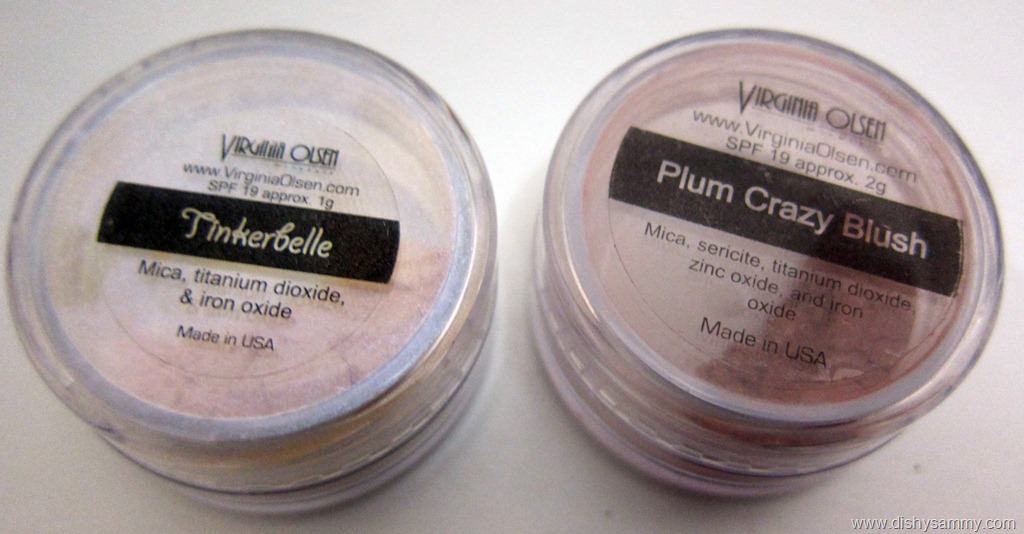 VIRGINIA OLSEN
www.VirginiaOlsen.com
SPF 19 approx. 1g
Tinkerbelle
Mica, titanium dioxide,
& iron oxide
Made in USA
VIRGINIA OLSEN
www.VirginiaOlsen.com
SPF 19 approx. 2g
Plum Crazy Blush
Mica, sericite, titanium dioxide,
zinc oxide, and iron
oxide
Made in USA
www.dishysammy.com